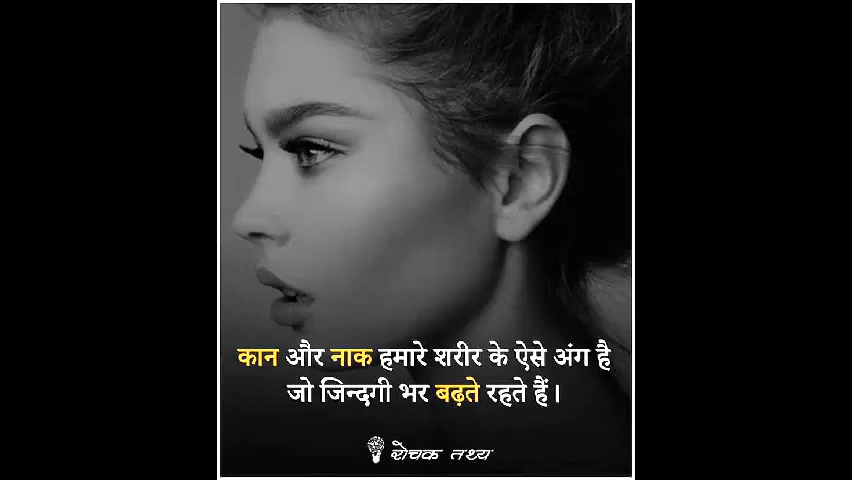 कान और नाक हमारे शरीर के ऐसे अंग है
जो जिन्दगी भर बढ़ते रहते हैं।
रोचक तथ्य